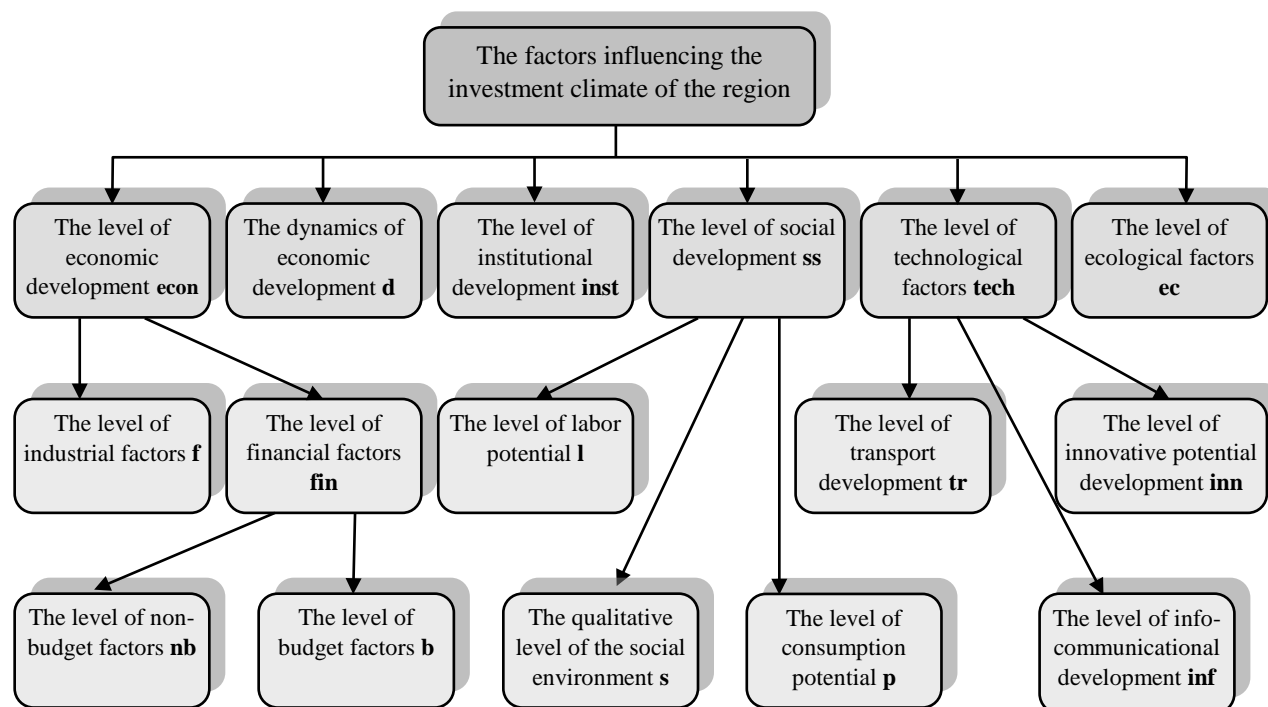 The factors influencing the
investment climate of the region
The level of
economic
development econ
The dynamics of
economic
development d
The level of
institutional
development inst
The level of social
development ss
The level of
technological
factors tech
The level of
ecological factors
ec
The level of
industrial factors f
The level of
financial factors
fin
The level of labor
potential l
The level of
transport
development tr
The level of
innovative potential
development inn
The level of non-
budget factors nb
The level of
budget factors b
The qualitative
level of the social
environment s
The level of
consumption
potential p
The level of info-
communicational
development inf